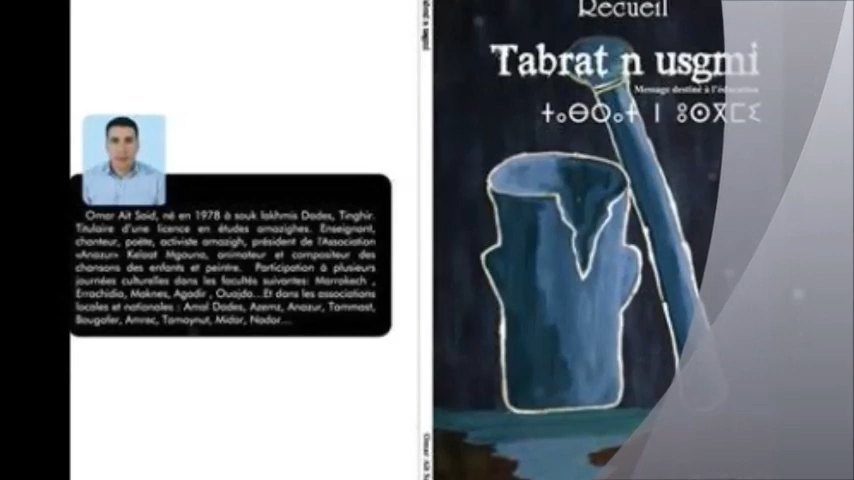 Omar Ait Said, né en 1978 à souk lakhmis Dades, Tinghir.
Titulaire d'une licence en études amazighes. Enseignant,
chanteur, poète, activiste amazigh, président de l'Association
«Anazur» Kelaat Mgouna, animateur et compositeur des
chansons des enfants et peintre. Participation à plusieurs
journées culturelles dans les facultés suivantes: Marrakech ,
Errachidia, Meknes, Agadir , Oujda...Et dans les associations
locales et nationales : Amal Dades, Azemz, Anazur, Tammast,
Bougafer, Amrec, Tamaynut, Midar, Nador...
Recueil
Tabrat n usgmi
Message destiné à l'éducation
ⵜⴰⴱⵔⴰⵜ ⵏ ⵓⵙⴳⵎⵉ